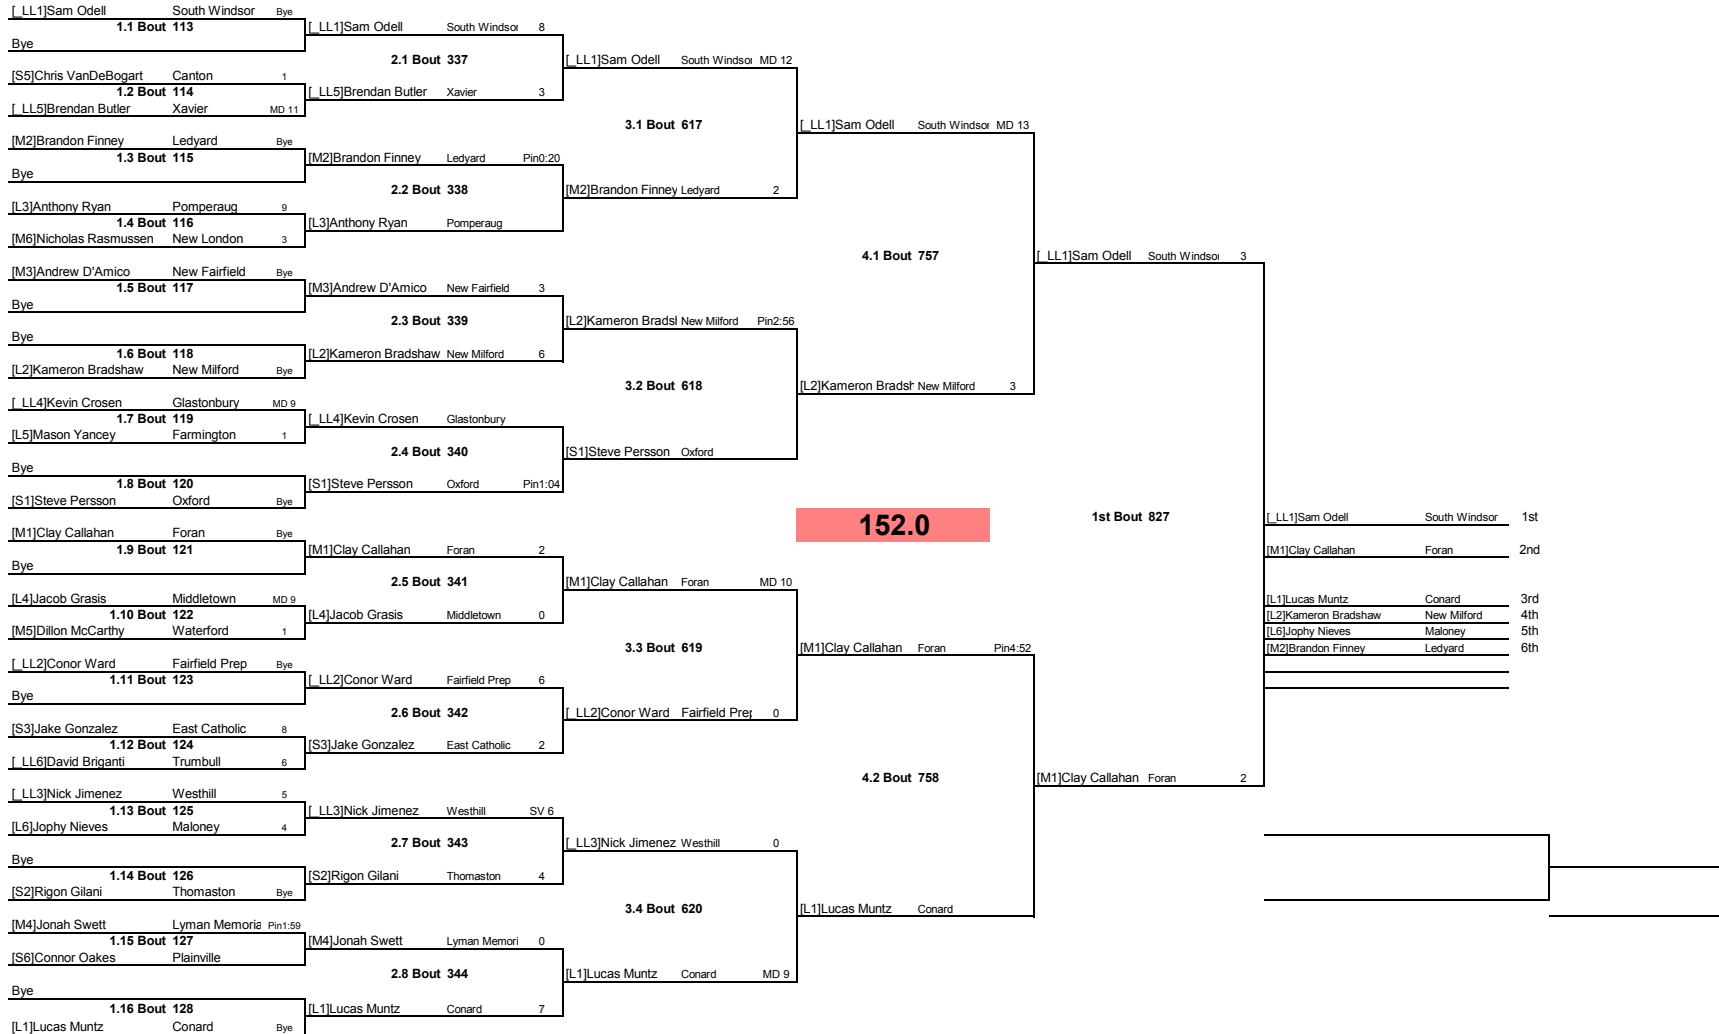 [_LL1]Sam Odell South Windsor Bye
1.1 Bout 113
Bye
[S5]Chris VanDeBogart Canton 1
1.2 Bout 114
[_LL5]Brendan Butler Xavier MD 11
[M2]Brandon Finney Ledyard Bye
1.3 Bout 115
Bye
[L3]Anthony Ryan Pomperaug 9
1.4 Bout 116
[M6]Nicholas Rasmussen New London 3
[M3]Andrew D'Amico New Fairfield Bye
1.5 Bout 117
Bye
Bye
1.6 Bout 118
[L2]Kameron Bradshaw New Milford Bye
[_LL4]Kevin Crosen Glastonbury MD 9
1.7 Bout 119
[L5]Mason Yancey Farmington 1
Bye
1.8 Bout 120
[S1]Steve Persson Oxford Bye
[M1]Clay Callahan Foran Bye
1.9 Bout 121
Bye
[L4]Jacob Grasis Middletown MD 9
1.10 Bout 122
[M5]Dillon McCarthy Waterford 1
[_LL2]Conor Ward Fairfield Prep Bye
1.11 Bout 123
Bye
[S3]Jake Gonzalez East Catholic 8
1.12 Bout 124
[_LL6]David Briganti Trumbull 6
[_LL3]Nick Jimenez Westhill 5
1.13 Bout 125
[L6]Jophy Nieves Maloney 4
Bye
1.14 Bout 126
[S2]Rigon Gilani Thomaston Bye
[M4]Jonah Swett Lyman Memoria Pin1:59
1.15 Bout 127
[S6]Connor Oakes Plainville
Bye
1.16 Bout 128
[L1]Lucas Muntz Conard Bye
[_LL1]Sam Odell South Windsor 8
2.1 Bout 337
[_LL5]Brendan Butler Xavier 3
[M2]Brandon Finney Ledyard Pin0:20
2.2 Bout 338
[L3]Anthony Ryan Pomperaug
[M3]Andrew D'Amico New Fairfield 3
2.3 Bout 339
[L2]Kameron Bradshaw New Milford 6
[_LL4]Kevin Crosen Glastonbury
2.4 Bout 340
[S1]Steve Persson Oxford Pin1:04
[M1]Clay Callahan Foran 2
2.5 Bout 341
[L4]Jacob Grasis Middletown 0
[_LL2]Conor Ward Fairfield Prep 6
2.6 Bout 342
[S3]Jake Gonzalez East Catholic 2
[_LL3]Nick Jimenez Westhill SV 6
2.7 Bout 343
[S2]Rigon Gilani Thomaston 4
[M4]Jonah Swett Lyman Memori 0
2.8 Bout 344
[L1]Lucas Muntz Conard 7
[_LL1]Sam Odell South Windsor MD 12
3.1 Bout 617
[M2]Brandon Finney Ledyard 2
[L2]Kameron Bradsh New Milford Pin2:56
3.2 Bout 618
[S1]Steve Persson Oxford
[M1]Clay Callahan Foran MD 10
3.3 Bout 619
[_LL2]Conor Ward Fairfield Prep 0
[_LL3]Nick Jimenez Westhill 0
3.4 Bout 620
[L1]Lucas Muntz Conard MD 9
[_LL1]Sam Odell South Windsor MD 13
4.1 Bout 757
[L2]Kameron Bradsh New Milford 3
152.0
[M1]Clay Callahan Foran Pin4:52
4.2 Bout 758
[L1]Lucas Muntz Conard
[_LL1]Sam Odell South Windsor 3
1st Bout 827
[M1]Clay Callahan Foran 2
[_LL1]Sam Odell South Windsor 1st
[M1]Clay Callahan Foran 2nd
[L1]Lucas Muntz Conard 3rd
[L2]Kameron Bradshaw New Milford 4th
[L6]Jophy Nieves Maloney 5th
[M2]Brandon Finney Ledyard 6th